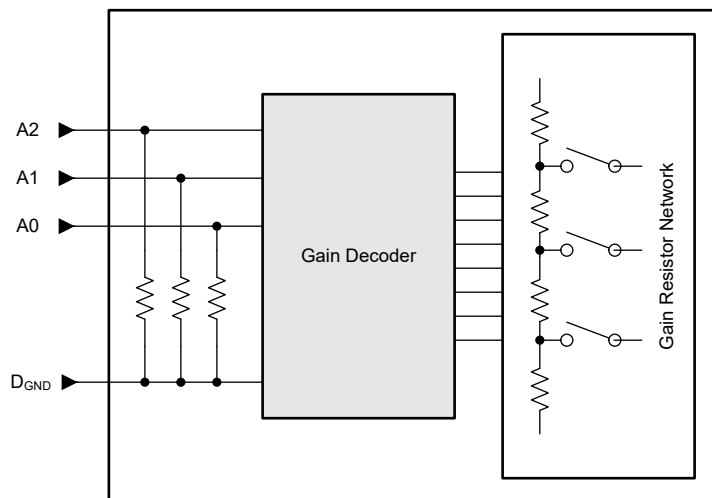 A2
A1
A0
Gain Decoder
Gain Resistor Network
DGND